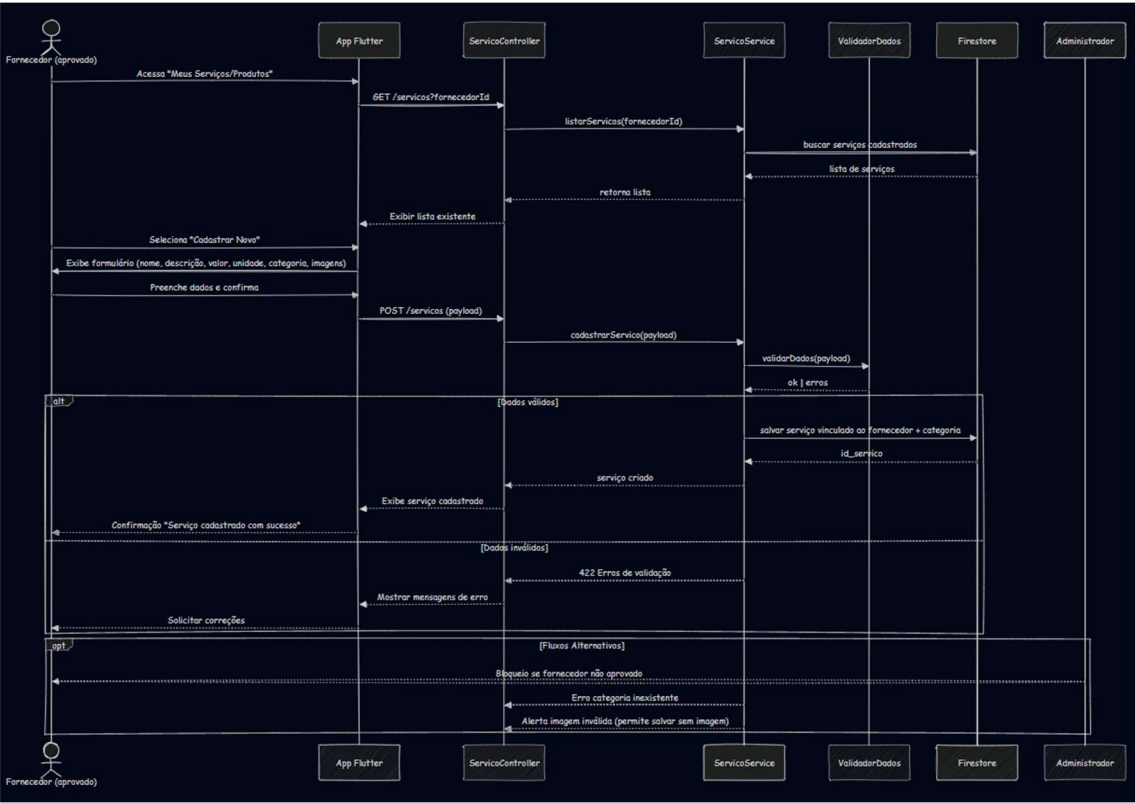 Fornecedor (aprovado)
App Flutter
ServicoController
ServicoService
ValidadorDados
Firestore
Administrador
Acessa "Meus Serviços/Produtos"
GET /servicos?fornecedorId
listarServicos(fornecedorId)
buscar serviços cadastrados
lista de serviços
retorna lista
Exibir lista existente
Seleciona "Cadastrar Novo"
Exibe formulário (nome, descrição, valor, unidade, categoria, imagens)
Preenche dados e confirma
POST /servicos (payload)
cadastrarServico(payload)
validarDados(payload)
ok | erros
alt
[Dados válidos]
salvar serviço vinculado ao fornecedor + categoria
id_servico
serviço criado
Exibe serviço cadastrado
Confirmação "Serviço cadastrado com sucesso"
[Dados inválidos]
422 Erros de validação
Mostrar mensagens de erro
Solicitar correções
opt
[Fluxos Alternativos]
Bloqueio se fornecedor não aprovado
Erro categoria inexistente
Alerta imagem inválida (permite salvar sem imagem)
Fornecedor (aprovado)
App Flutter
ServicoController
ServicoService
ValidadorDados
Firestore
Administrador